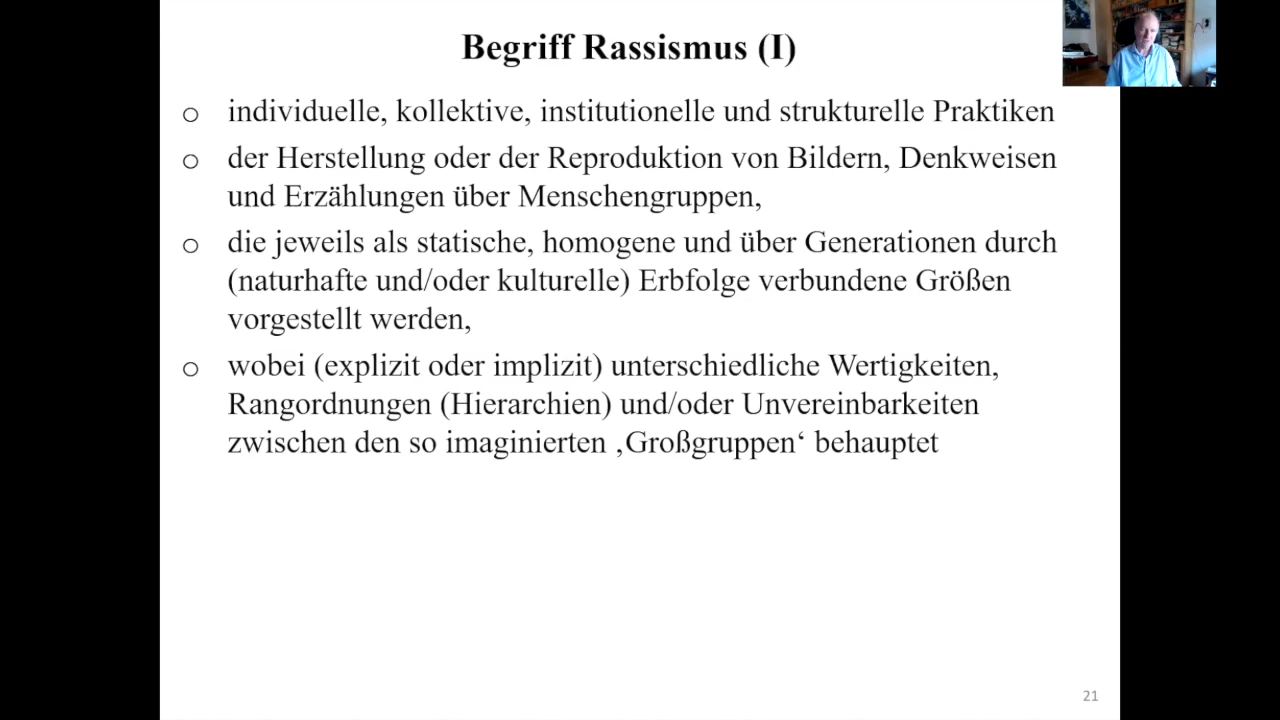 Begriff Rassismus (I)
o individuelle, kollektive, institutionelle und strukturelle Praktiken
o der Herstellung oder der Reproduktion von Bildern, Denkweisen
und Erzählungen über Menschengruppen,
o die jeweils als statische, homogene und über Generationen durch
(naturhafte und/oder kulturelle) Erbfolge verbundene Größen
vorgestellt werden,
o wobei (explizit oder implizit) unterschiedliche Wertigkeiten,
Rangordnungen (Hierarchien) und/oder Unvereinbarkeiten
zwischen den so imaginierten ‚Großgruppen‘ behauptet
21